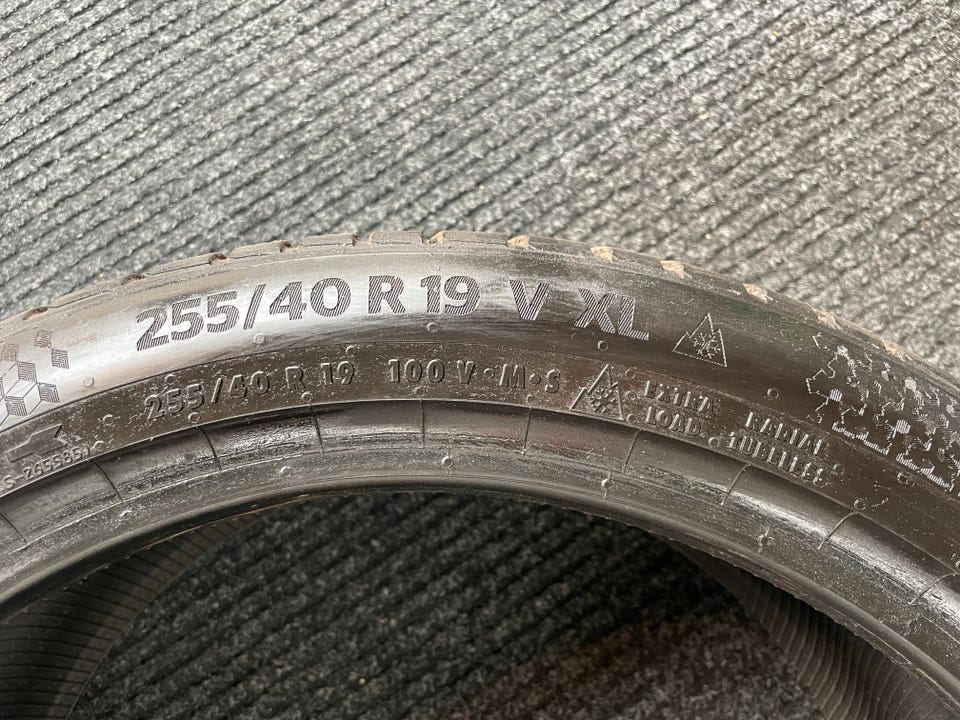 255/40 R 19 V XL
255/40 R 19 100 V • M • S
EXTRA
LOAD
RADIAL
TUBELESS